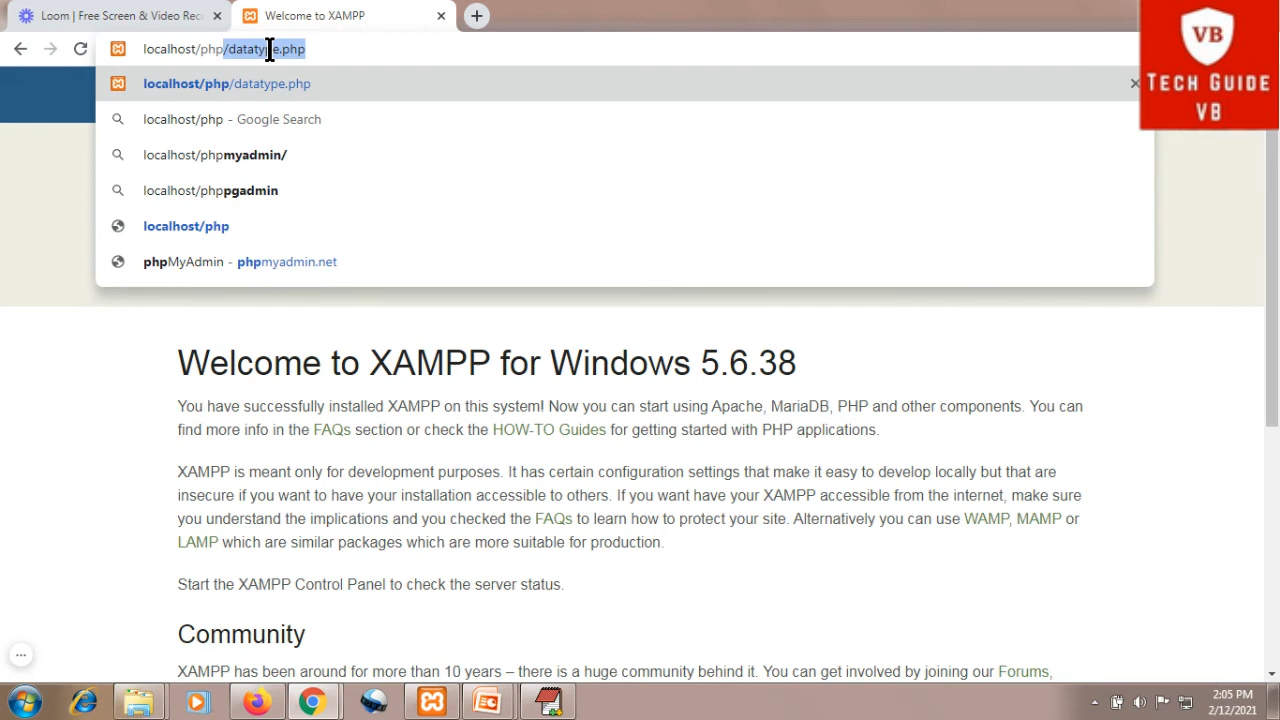 Loom | Free Screen & Video Reco
Welcome to XAMPP
localhost/php/datatype.php
localhost/php/datatype.php
localhost/php - Google Search
localhost/phpmyadmin/
localhost/phppgadmin
localhost/php
phpMyAdmin - phpmyadmin.net
VB
TECH GUIDE
VB
Welcome to XAMPP for Windows 5.6.38
You have successfully installed XAMPP on this system! Now you can start using Apache, MariaDB, PHP and other components. You can
find more info in the FAQs section or check the HOW-TO Guides for getting started with PHP applications.
XAMPP is meant only for development purposes. It has certain configuration settings that make it easy to develop locally but that are
insecure if you want to have your installation accessible to others. If you want have your XAMPP accessible from the internet, make sure
you understand the implications and you checked the FAQs to learn how to protect your site. Alternatively you can use WAMP, MAMP or
LAMP which are similar packages which are more suitable for production.
Start the XAMPP Control Panel to check the server status.
Community
XAMPP has been around for more than 10 years – there is a huge community behind it. You can get involved by joining our Forums,
2:05 PM
2/12/2021